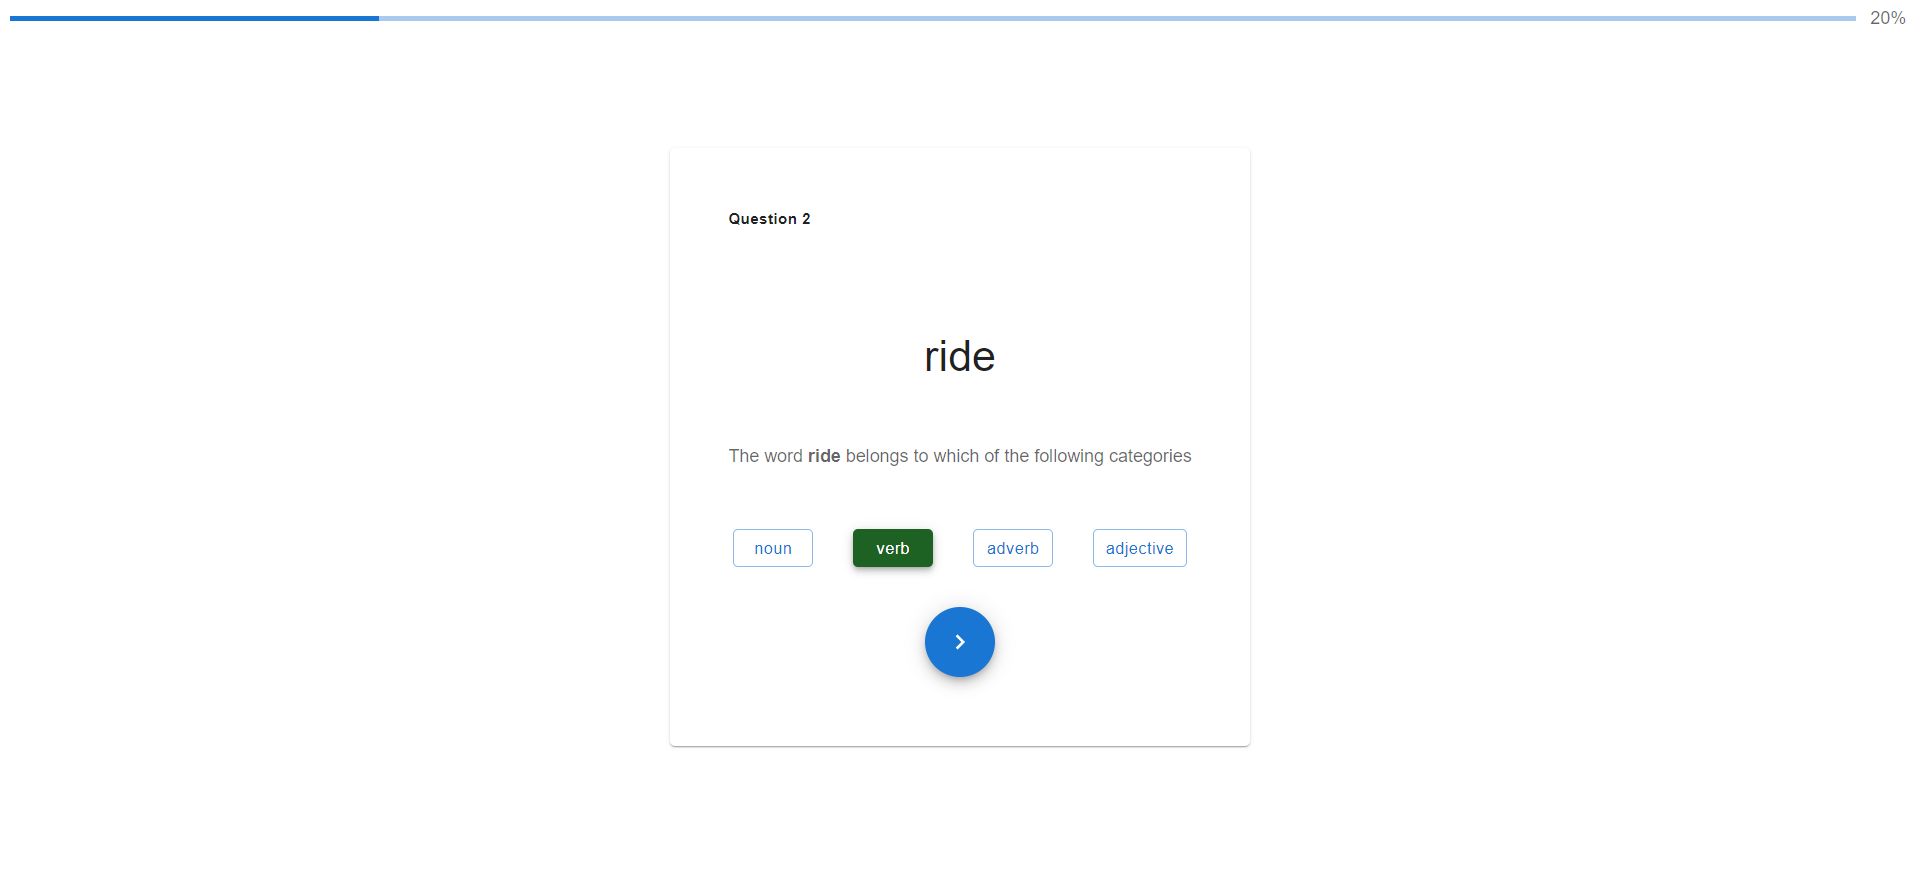 20%
Question 2
ride
The word ride belongs to which of the following categories
noun verb adverb adjective